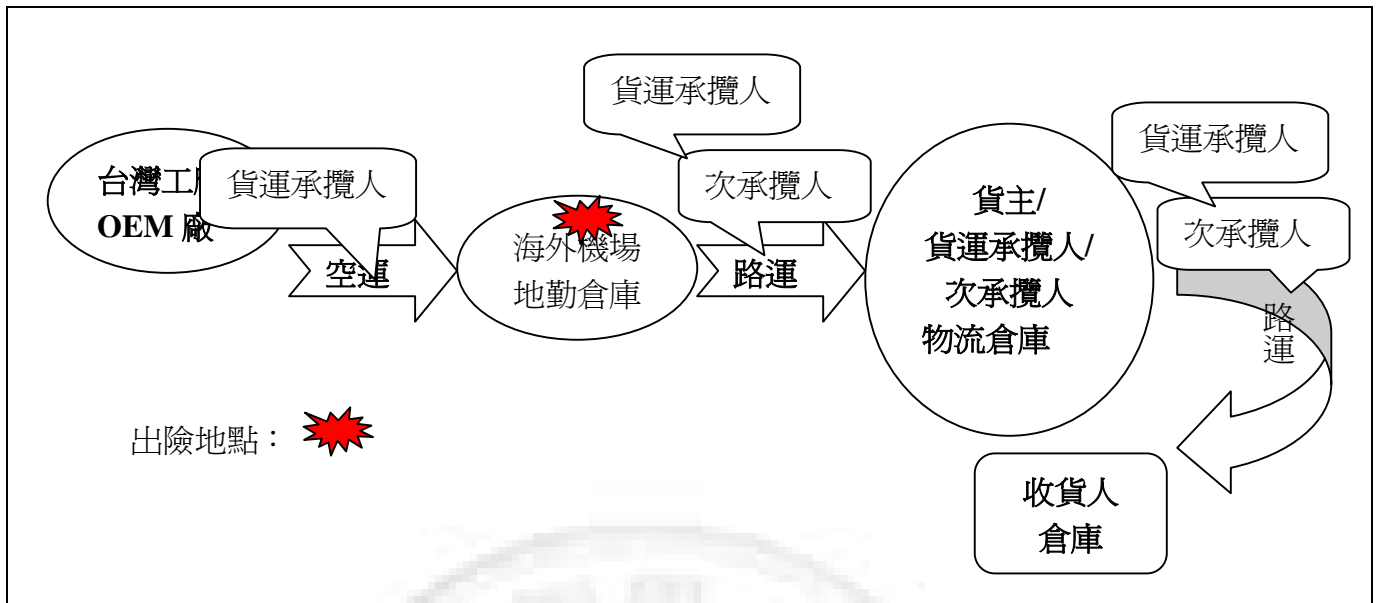 貨運承攬人
貨運承攬人
台灣工
OEM 廠
貨運承攬人
次承攬人
貨主/
貨運承攬人/
次承攬人
物流倉庫
次承攬人
海外機場
地勤倉庫
空運
路運
路運
出險地點：
收貨人
倉庫